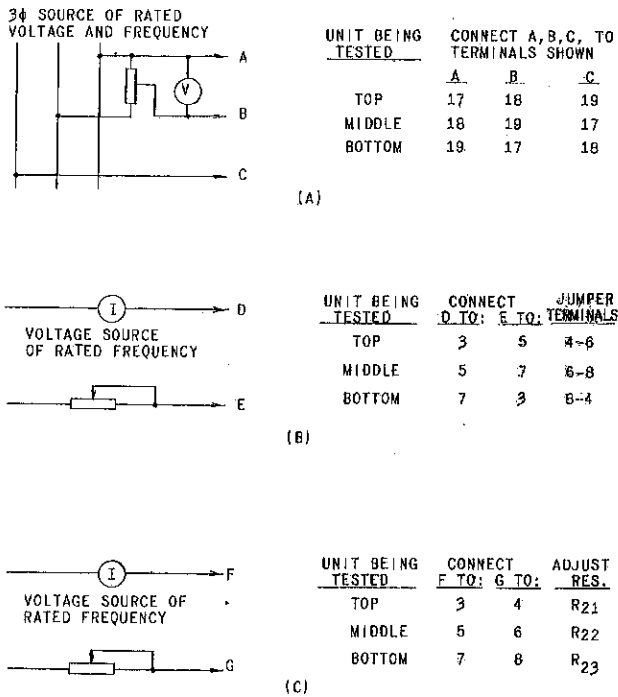 3ϕ SOURCE OF RATED
VOLTAGE AND FREQUENCY
A
V
B
C
UNIT BEING CONNECT A,B,C, TO
TESTED TERMINALS SHOWN
A B C
TOP 17 18 19
MIDDLE 18 19 17
BOTTOM 19 17 18
(A)
I
D
VOLTAGE SOURCE
OF RATED FREQUENCY
E
UNIT BEING CONNECT JUMPER
TESTED D TO: E TO: TERMINALS
TOP 3 5 4-6
MIDDLE 5 7 6-8
BOTTOM 7 3 8-4
(B)
I
F
VOLTAGE SOURCE OF
RATED FREQUENCY
G
UNIT BEING CONNECT ADJUST
TESTED F TO: G TO: RES.
TOP 3 4 R21
MIDDLE 5 6 R22
BOTTOM 7 8 R23
(C)